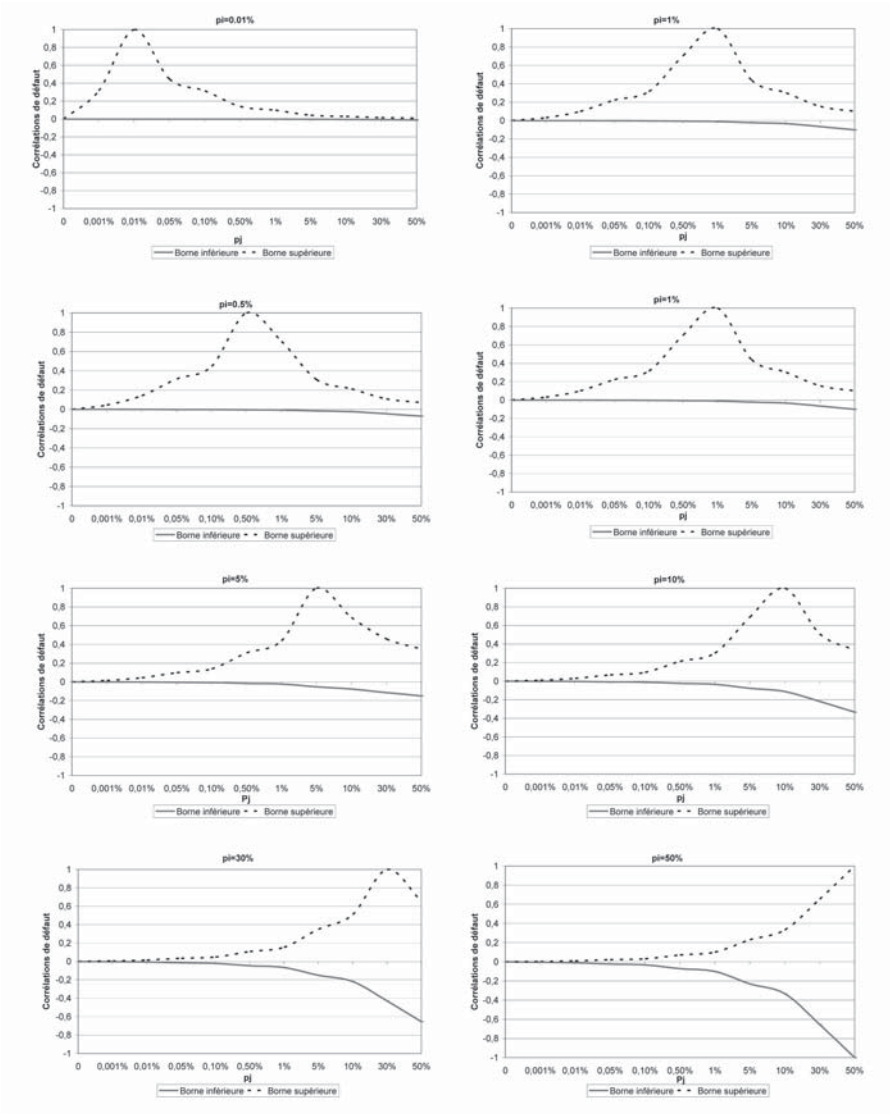 pi=0.01%
Corrélations de défaut
1
0,8
0,6
0,4
0,2
0
-0,2
-0,4
-0,6
-0,8
-1
0 0,001% 0,01% 0,05% 0,10% 0,50% 1% 5% 10% 30% 50%
pj
Borne inférieure Borne supérieure
pi=1%
Corrélations de défaut
1
0,8
0,6
0,4
0,2
0
-0,2
-0,4
-0,6
-0,8
-1
0 0,001% 0,01% 0,05% 0,10% 0,50% 1% 5% 10% 30% 50%
pj
Borne inférieure Borne supérieure
pi=0.5%
Corrélations de défaut
1
0,8
0,6
0,4
0,2
0
-0,2
-0,4
-0,6
-0,8
-1
0 0,001% 0,01% 0,05% 0,10% 0,50% 1% 5% 10% 30% 50%
pj
Borne inférieure Borne supérieure
pi=1%
Corrélations de défaut
1
0,8
0,6
0,4
0,2
0
-0,2
-0,4
-0,6
-0,8
-1
0 0,001% 0,01% 0,05% 0,10% 0,50% 1% 5% 10% 30% 50%
pj
Borne inférieure Borne supérieure
pi=5%
Corrélations de défaut
1
0,8
0,6
0,4
0,2
0
-0,2
-0,4
-0,6
-0,8
-1
0 0,001% 0,01% 0,05% 0,10% 0,50% 1% 5% 10% 30% 50%
Pj
Borne inférieure Borne supérieure
pi=10%
Corrélations de défaut
1
0,8
0,6
0,4
0,2
0
-0,2
-0,4
-0,6
-0,8
-1
0 0,001% 0,01% 0,05% 0,10% 0,50% 1% 5% 10% 30% 50%
pj
Borne inférieure Borne supérieure
pi=30%
Corrélations de défaut
1
0,8
0,6
0,4
0,2
0
-0,2
-0,4
-0,6
-0,8
-1
0 0,001% 0,01% 0,05% 0,10% 0,50% 1% 5% 10% 30% 50%
pj
Borne inférieure Borne supérieure
pi=50%
Corrélations de défaut
1
0,8
0,6
0,4
0,2
0
-0,2
-0,4
-0,6
-0,8
-1
0 0,001% 0,01% 0,05% 0,10% 0,50% 1% 5% 10% 30% 50%
pj
Borne inférieure Borne supérieure